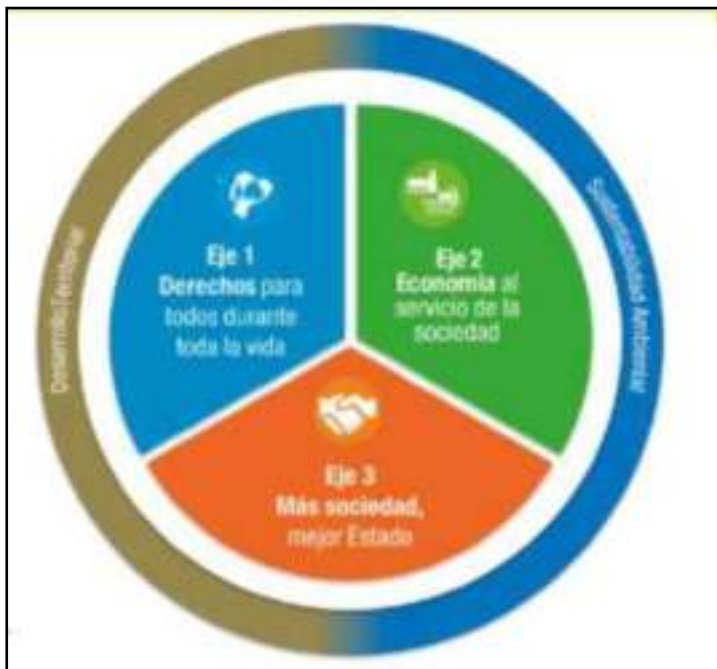 Desarrollo Territorial
Eje 1
Derechos para
todos durante
toda la vida
Eje 2
Economía al
servicio de la
sociedad
Eje 3
Más sociedad,
mejor Estado
Sustentabilidad Ambiental